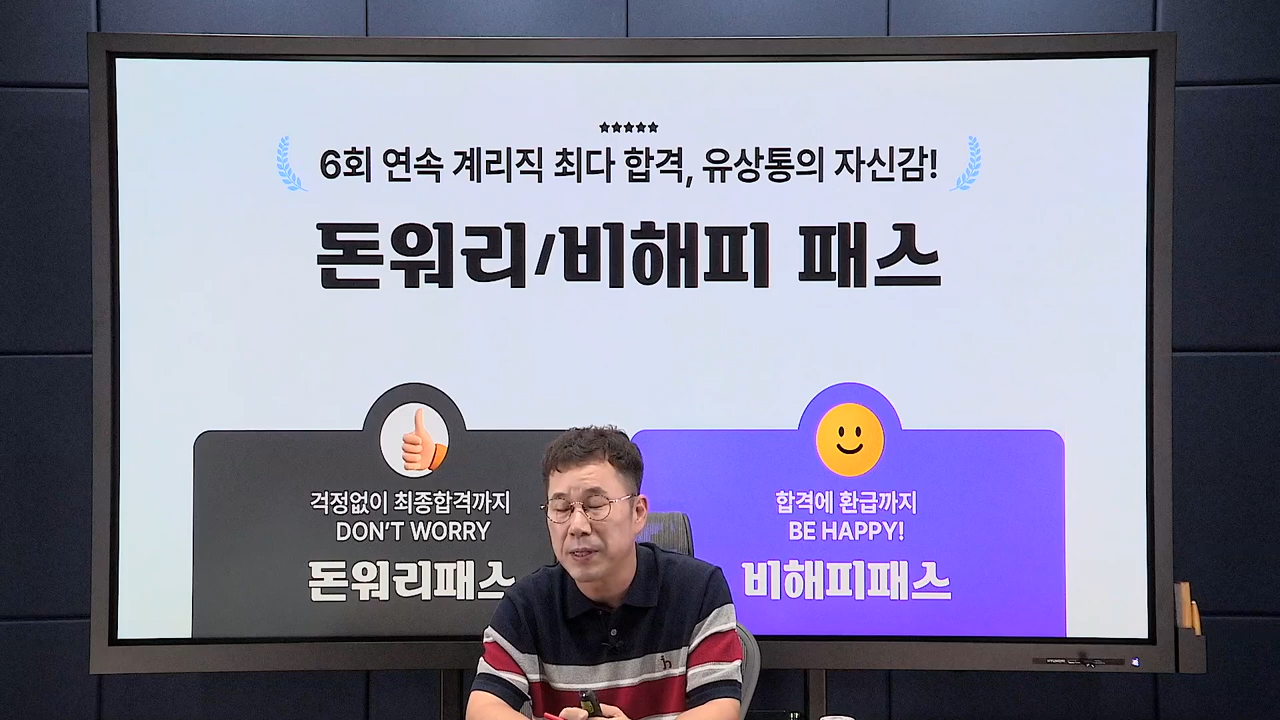 6회 연속 계리직 최다 합격, 유상통의 자신감!
돈워리/비해피 패스
걱정없이 최종합격까지
DON'T WORRY
돈워리패스
합격에 환급까지
BE HAPPY!
비해피패스